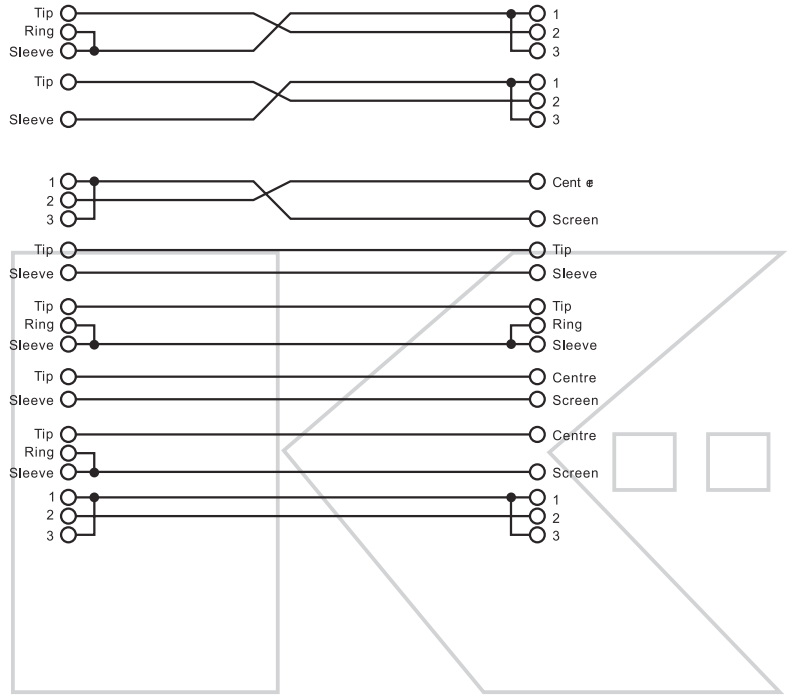 Tip 1
Ring 2
Sleeve 3
Tip 1
2
Sleeve 3
1 Cent
2
3 Screen
Tip Tip
Sleeve Sleeve
Tip Tip
Ring Ring
Sleeve Sleeve
Tip Centre
Sleeve Screen
Tip Centre
Ring
Sleeve Screen
1 1
2 2
3 3